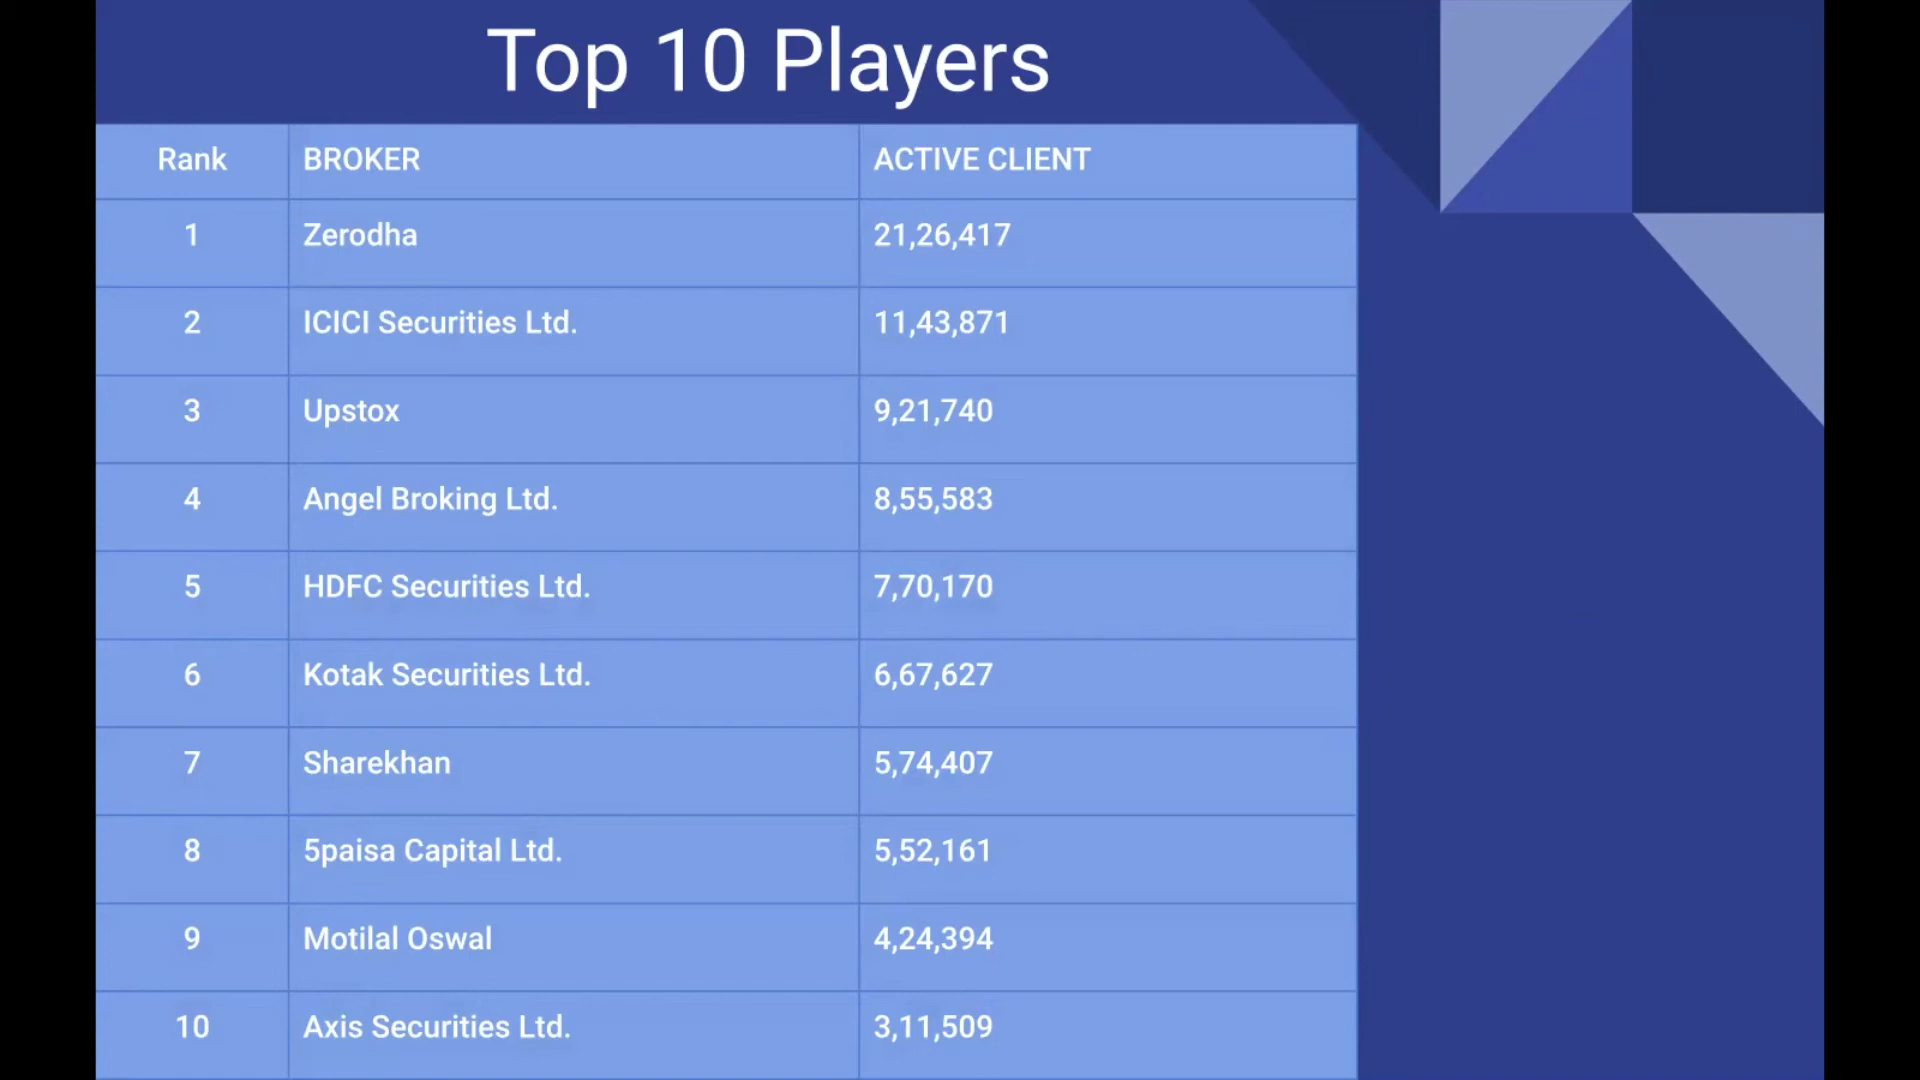 Top 10 Players
Rank BROKER ACTIVE CLIENT
1 Zerodha 21,26,417
2 ICICI Securities Ltd. 11,43,871
3 Upstox 9,21,740
4 Angel Broking Ltd. 8,55,583
5 HDFC Securities Ltd. 7,70,170
6 Kotak Securities Ltd. 6,67,627
7 Sharekhan 5,74,407
8 5paisa Capital Ltd. 5,52,161
9 Motilal Oswal 4,24,394
10 Axis Securities Ltd. 3,11,509